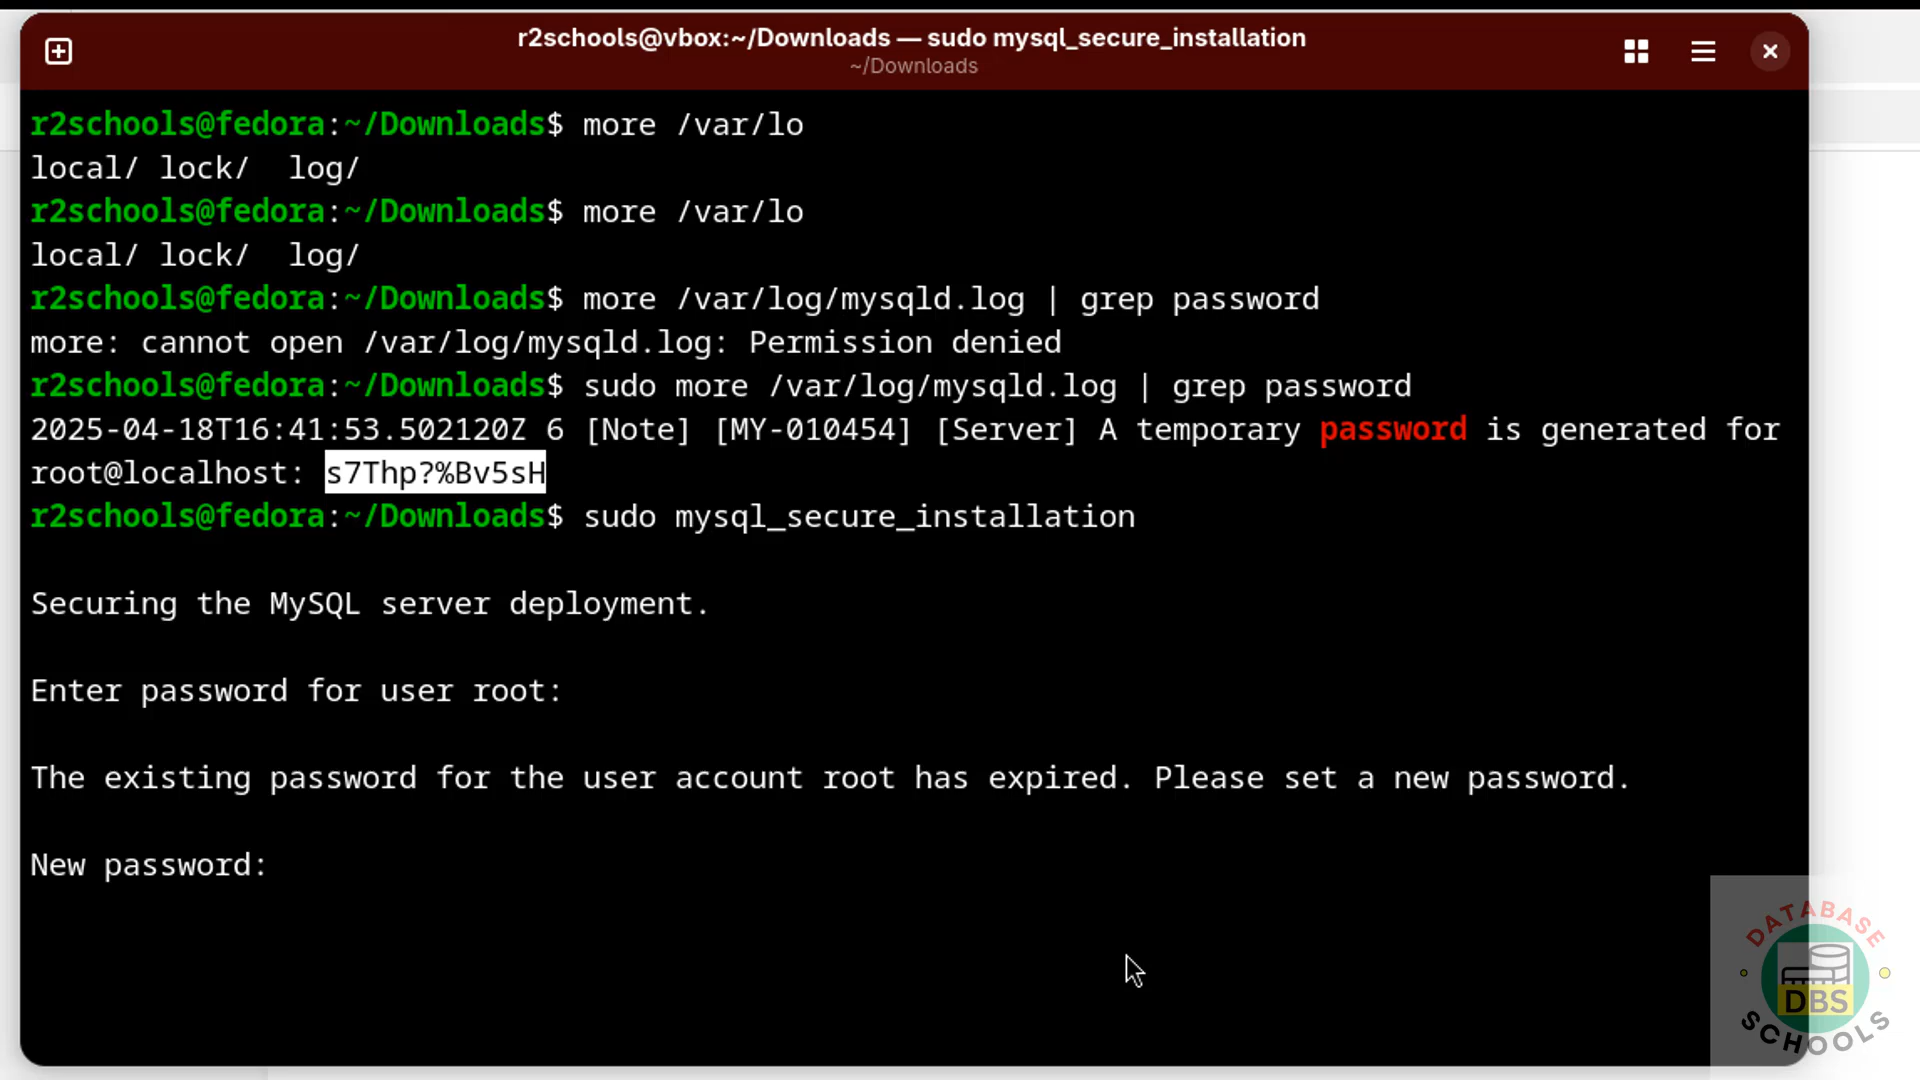 r2schools@vbox:~/Downloads — sudo mysql_secure_installation
~/Downloads
r2schools@fedora:~/Downloads$ more /var/lo
local/ lock/  log/
r2schools@fedora:~/Downloads$ more /var/lo
local/ lock/  log/
r2schools@fedora:~/Downloads$ more /var/log/mysqld.log | grep password
more: cannot open /var/log/mysqld.log: Permission denied
r2schools@fedora:~/Downloads$ sudo more /var/log/mysqld.log | grep password
2025-04-18T16:41:53.502120Z 6 [Note] [MY-010454] [Server] A temporary password is generated for
root@localhost: s7Thp?%Bv5sH
r2schools@fedora:~/Downloads$ sudo mysql_secure_installation
Securing the MySQL server deployment.
Enter password for user root:
The existing password for the user account root has expired. Please set a new password.
New password:
DATABASE
DBS
SCHOOLS